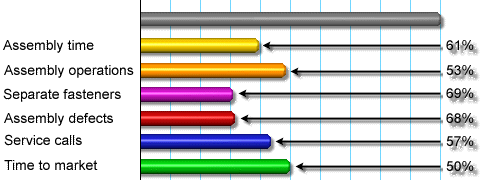 Assembly time 61%
Assembly operations 53%
Separate fasteners 69%
Assembly defects 68%
Service calls 57%
Time to market 50%